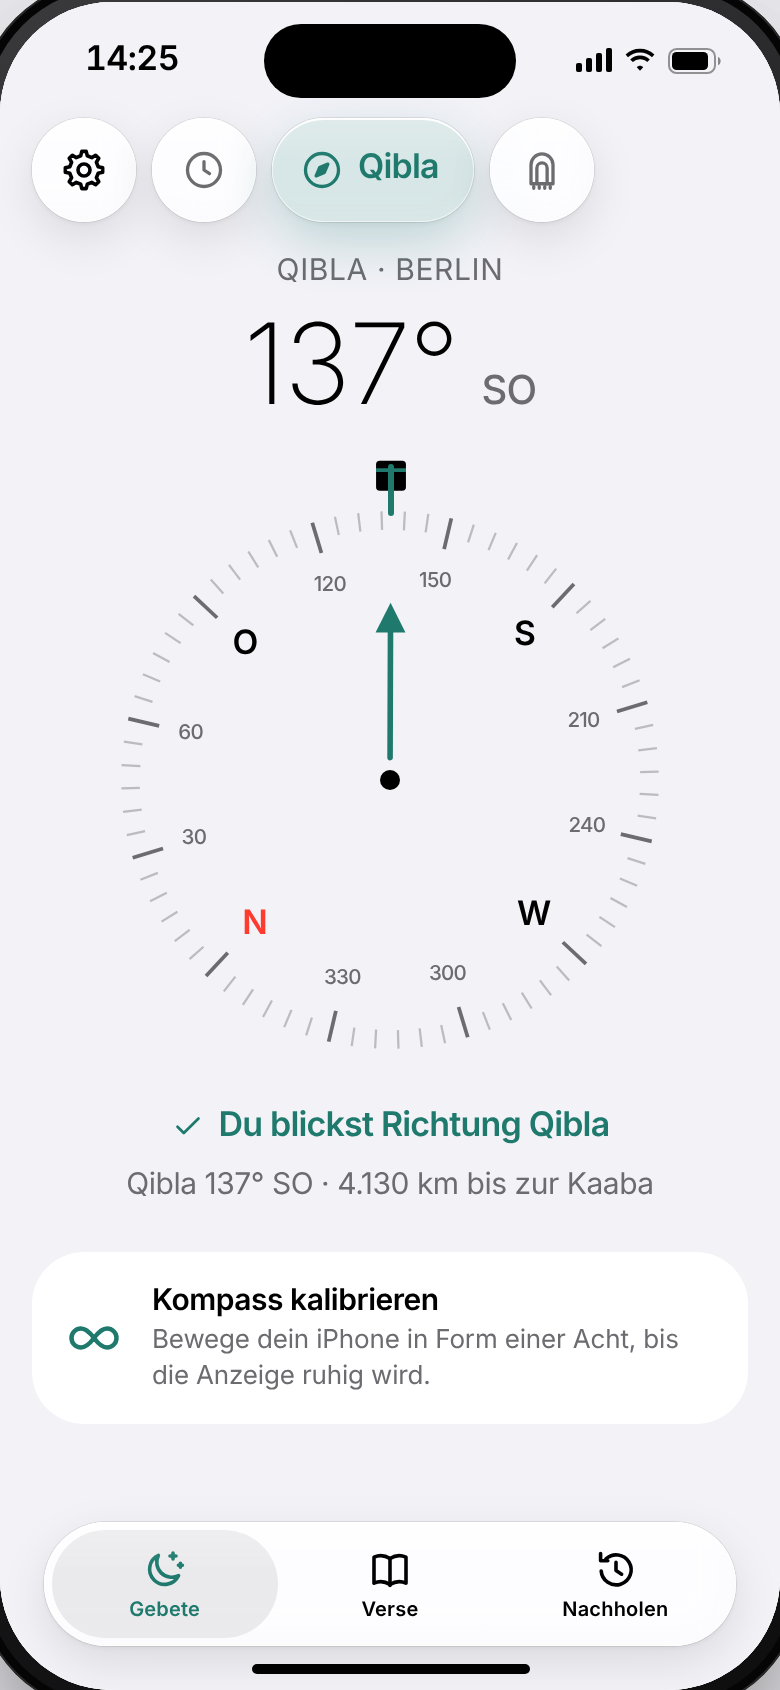 14:25
Qibla
QIBLA · BERLIN
137° SO
120
150
O
S
60
210
30
240
N
W
330
300
Du blickst Richtung Qibla
Qibla 137° SO · 4.130 km bis zur Kaaba
Kompass kalibrieren
Bewege dein iPhone in Form einer Acht, bis
die Anzeige ruhig wird.
Gebete
Verse
Nachholen